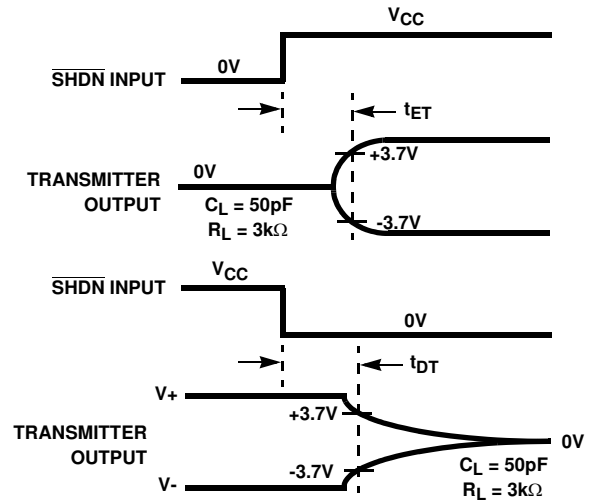 VCC
0V
SHDN INPUT
tET
+3.7V
0V
TRANSMITTER
OUTPUT
CL = 50pF
RL = 3kΩ
-3.7V
VCC
SHDN INPUT
0V
tDT
V+
+3.7V
TRANSMITTER
OUTPUT
0V
-3.7V
CL = 50pF
RL = 3kΩ
V-